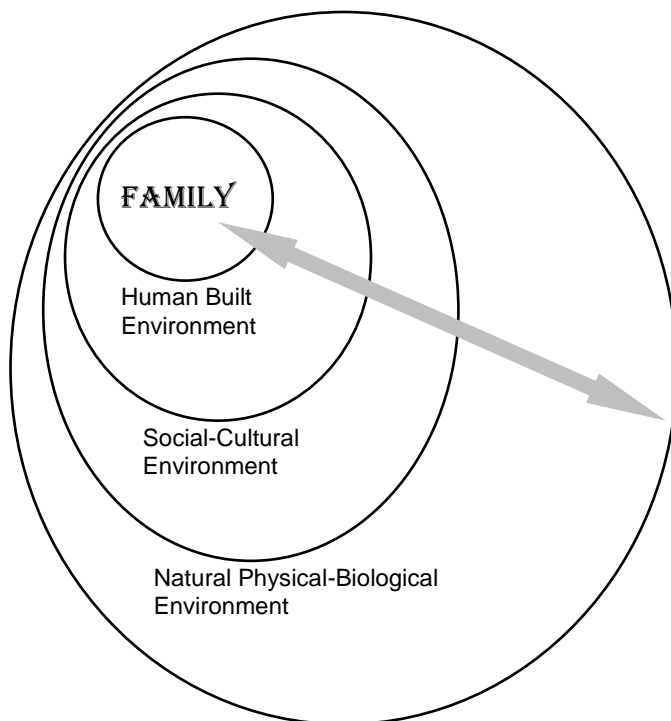 FAMILY
Human Built
Environment
Social-Cultural
Environment
Natural Physical-Biological
Environment